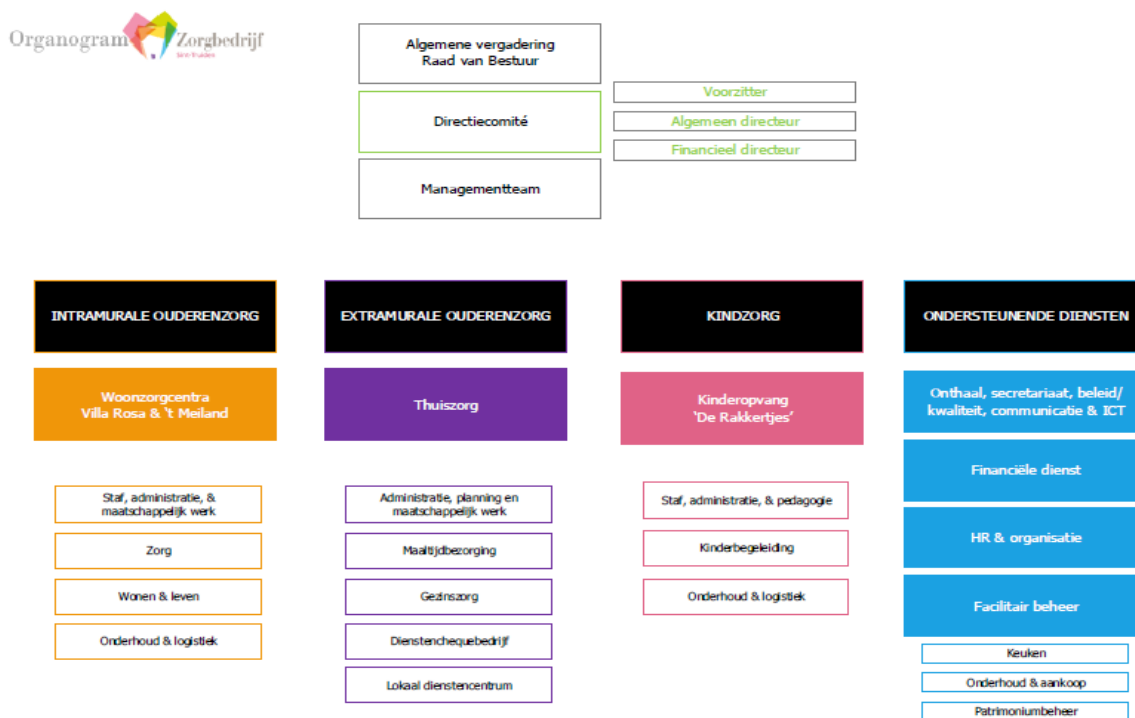 Organogram Zorgbedrijf
Sint-Truiden
Algemene vergadering
Raad van Bestuur
Directiecomité
Voorzitter
Algemeen directeur
Financieel directeur
Managementteam
INTRAMURALE OUDERENZORG
Woonzorgcentra
Villa Rosa & 't Meiland
Staf, administratie, &
maatschappelijk werk
Zorg
Wonen & leven
Onderhoud & logistiek
EXTRAMURALE OUDERENZORG
Thuiszorg
Administratie, planning en
maatschappelijk werk
Maaltijdbezorging
Gezinszorg
Dienstenchequebedrijf
Lokaal dienstencentrum
KINDZORG
Kinderopvang
'De Rakkertjes'
Staf, administratie, & pedagogie
Kinderbegeleiding
Onderhoud & logistiek
ONDERSTEUNENDE DIENSTEN
Onthaal, secretariaat, beleid/
kwaliteit, communicatie & ICT
Financiële dienst
HR & organisatie
Facilitair beheer
Keuken
Onderhoud & aankoop
Patrimoniumbeheer